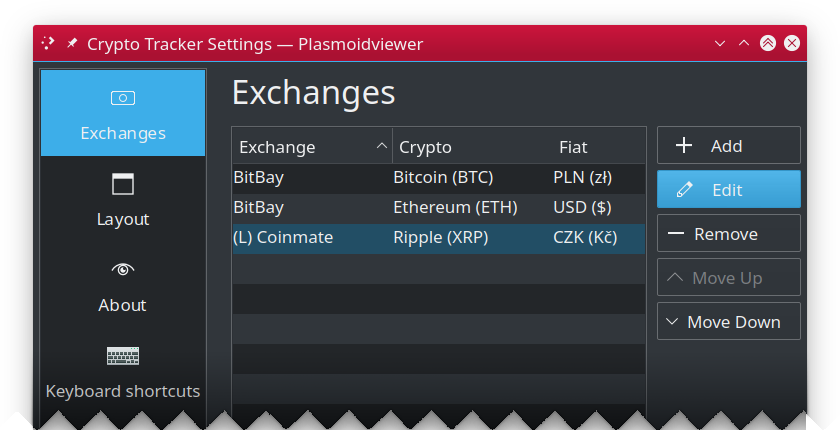 Crypto Tracker Settings — Plasmoidviewer
Exchanges
Layout
About
Keyboard shortcuts
Exchanges
Exchange Crypto Fiat
BitBay Bitcoin (BTC) PLN (zł)
BitBay Ethereum (ETH) USD ($)
(L) Coinmate Ripple (XRP) CZK (Kč)
Add
Edit
Remove
Move Up
Move Down